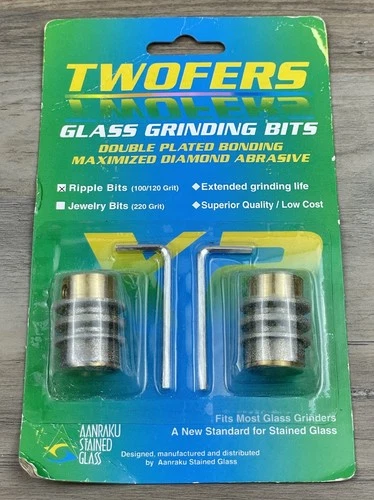 TWOFERS
GLASS GRINDING BITS
DOUBLE PLATED BONDING
MAXIMIZED DIAMOND ABRASIVE
☒ Ripple Bits (100/120 Grit) ◆Extended grinding life
■ Jewelry Bits (220 Grit) ◆Superior Quality / Low Cost
X2
Fits Most Glass Grinders
A New Standard for Stained Glass
AANRAKU
STAINED
GLASS
Designed, manufactured and distributed
by Aanraku Stained Glass